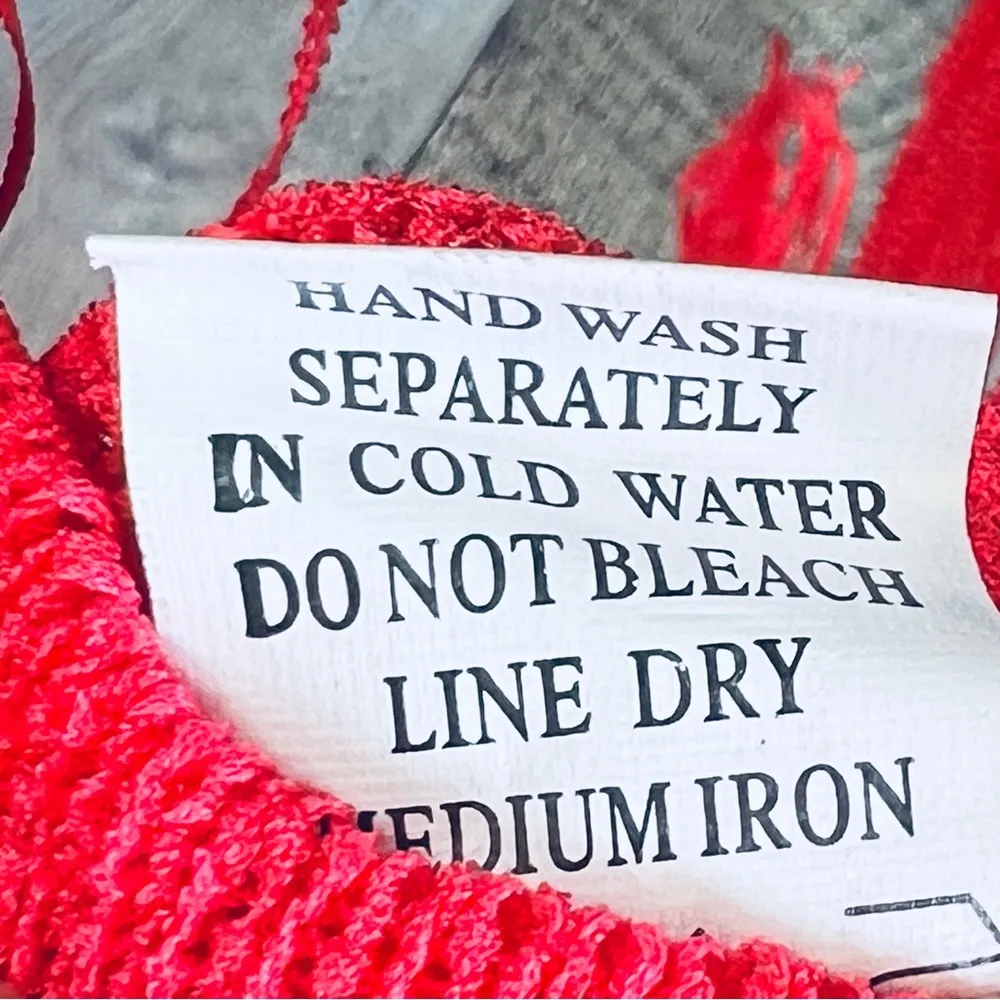 HAND WASH
SEPARATELY
IN COLD WATER
DO NOT BLEACH
LINE DRY
MEDIUM IRON